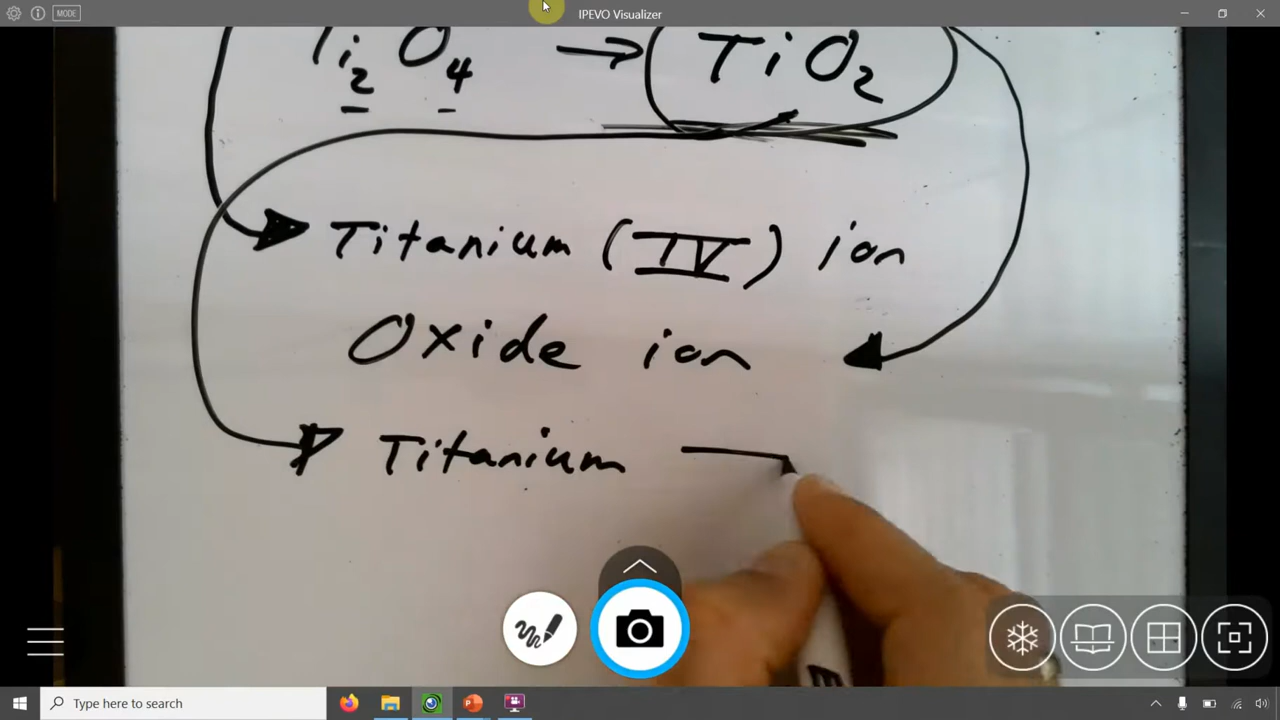 MODE
IPEVO Visualizer
Ti2O4 → TiO2
Titanium (IV) ion
Oxide ion
Titanium
Type here to search